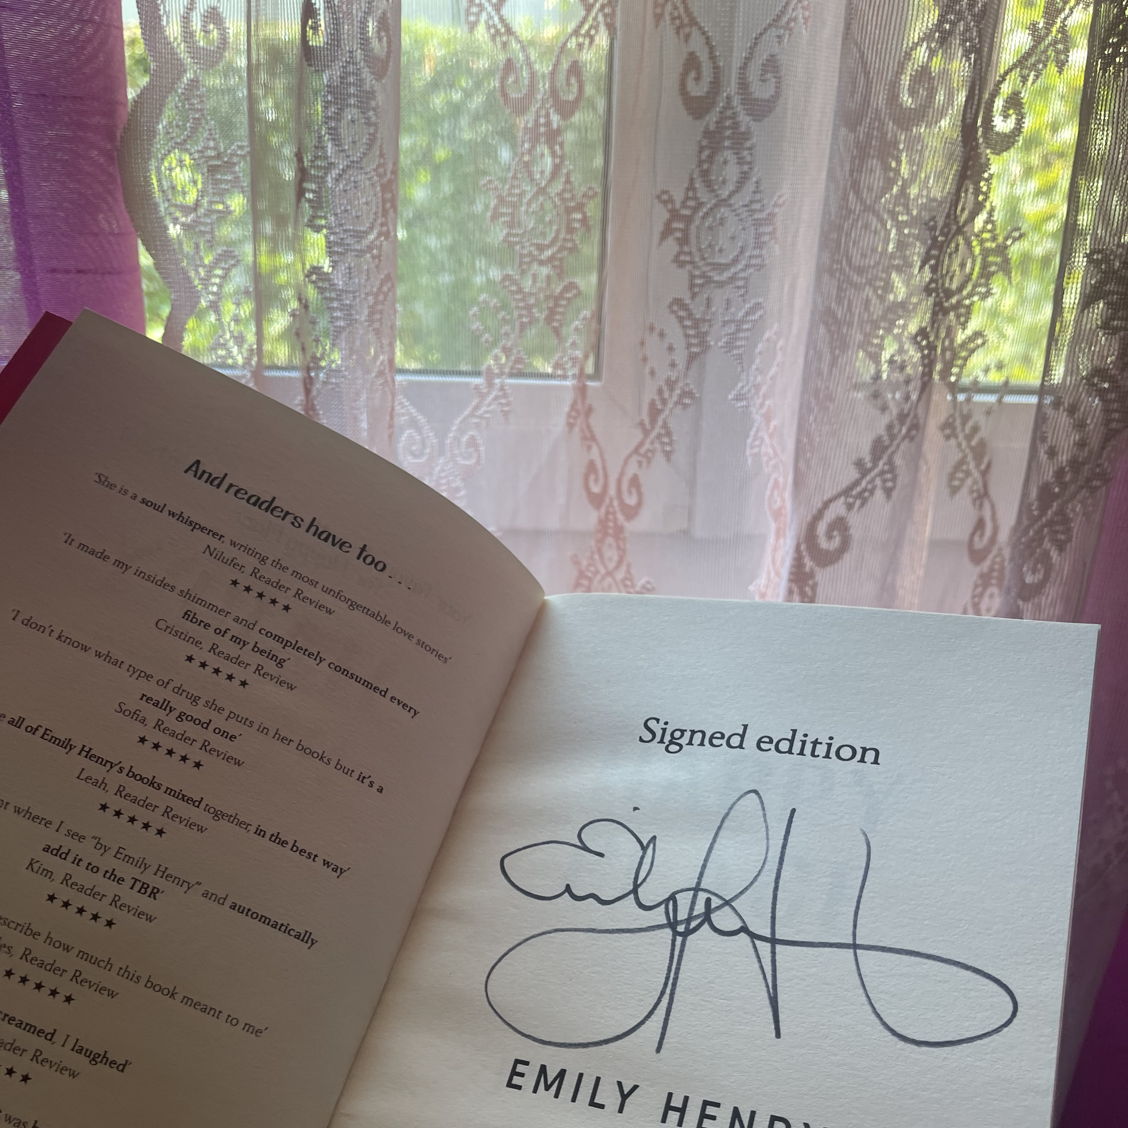 And readers have too . . .
'She is a soul whisperer, writing the most unforgettable love stories'
Nilufer, Reader Review
★★★★★
'It made my insides shimmer and completely consumed every
fibre of my being'
Cristine, Reader Review
★★★★★
'I don't know what type of drug she puts in her books but it's a
really good one'
Sofia, Reader Review
★★★★★
all of Emily Henry's books mixed together, in the best way'
Leah, Reader Review
★★★★★
where I see "by Emily Henry" and automatically
add it to the TBR'
Kim, Reader Review
★★★★★
how much this book meant to me'
Reader Review
★★★★★
I laughed'
Review
★★
was
Signed edition
Emily Henry
EMILY HENRY